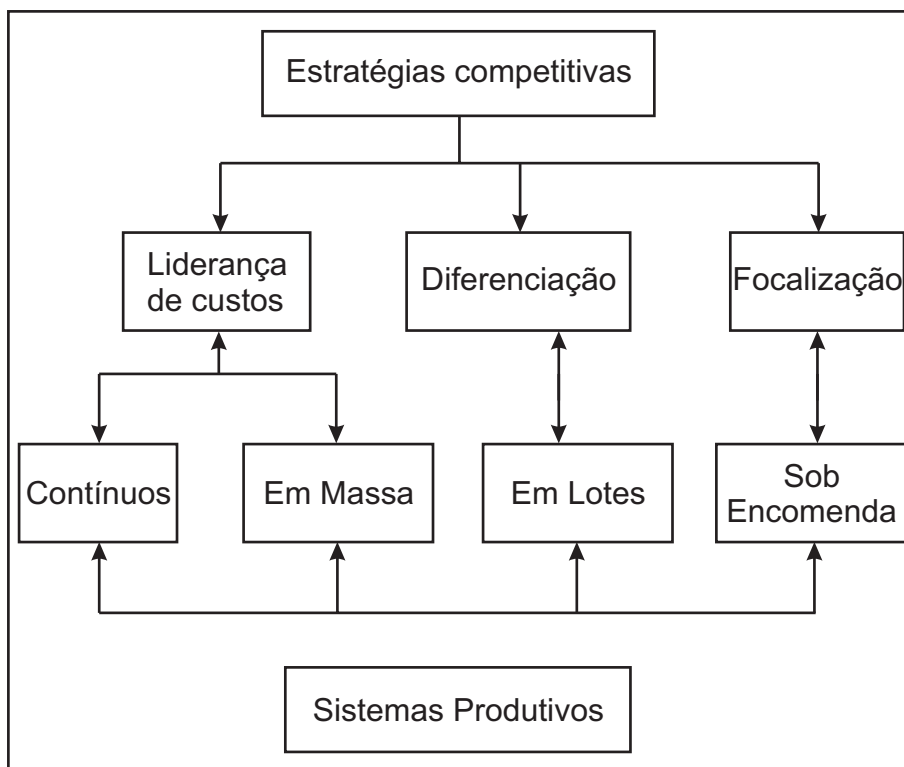 Estratégias competitivas
Liderança
de custos
Diferenciação
Focalização
Contínuos
Em Massa
Em Lotes
Sob
Encomenda
Sistemas Produtivos